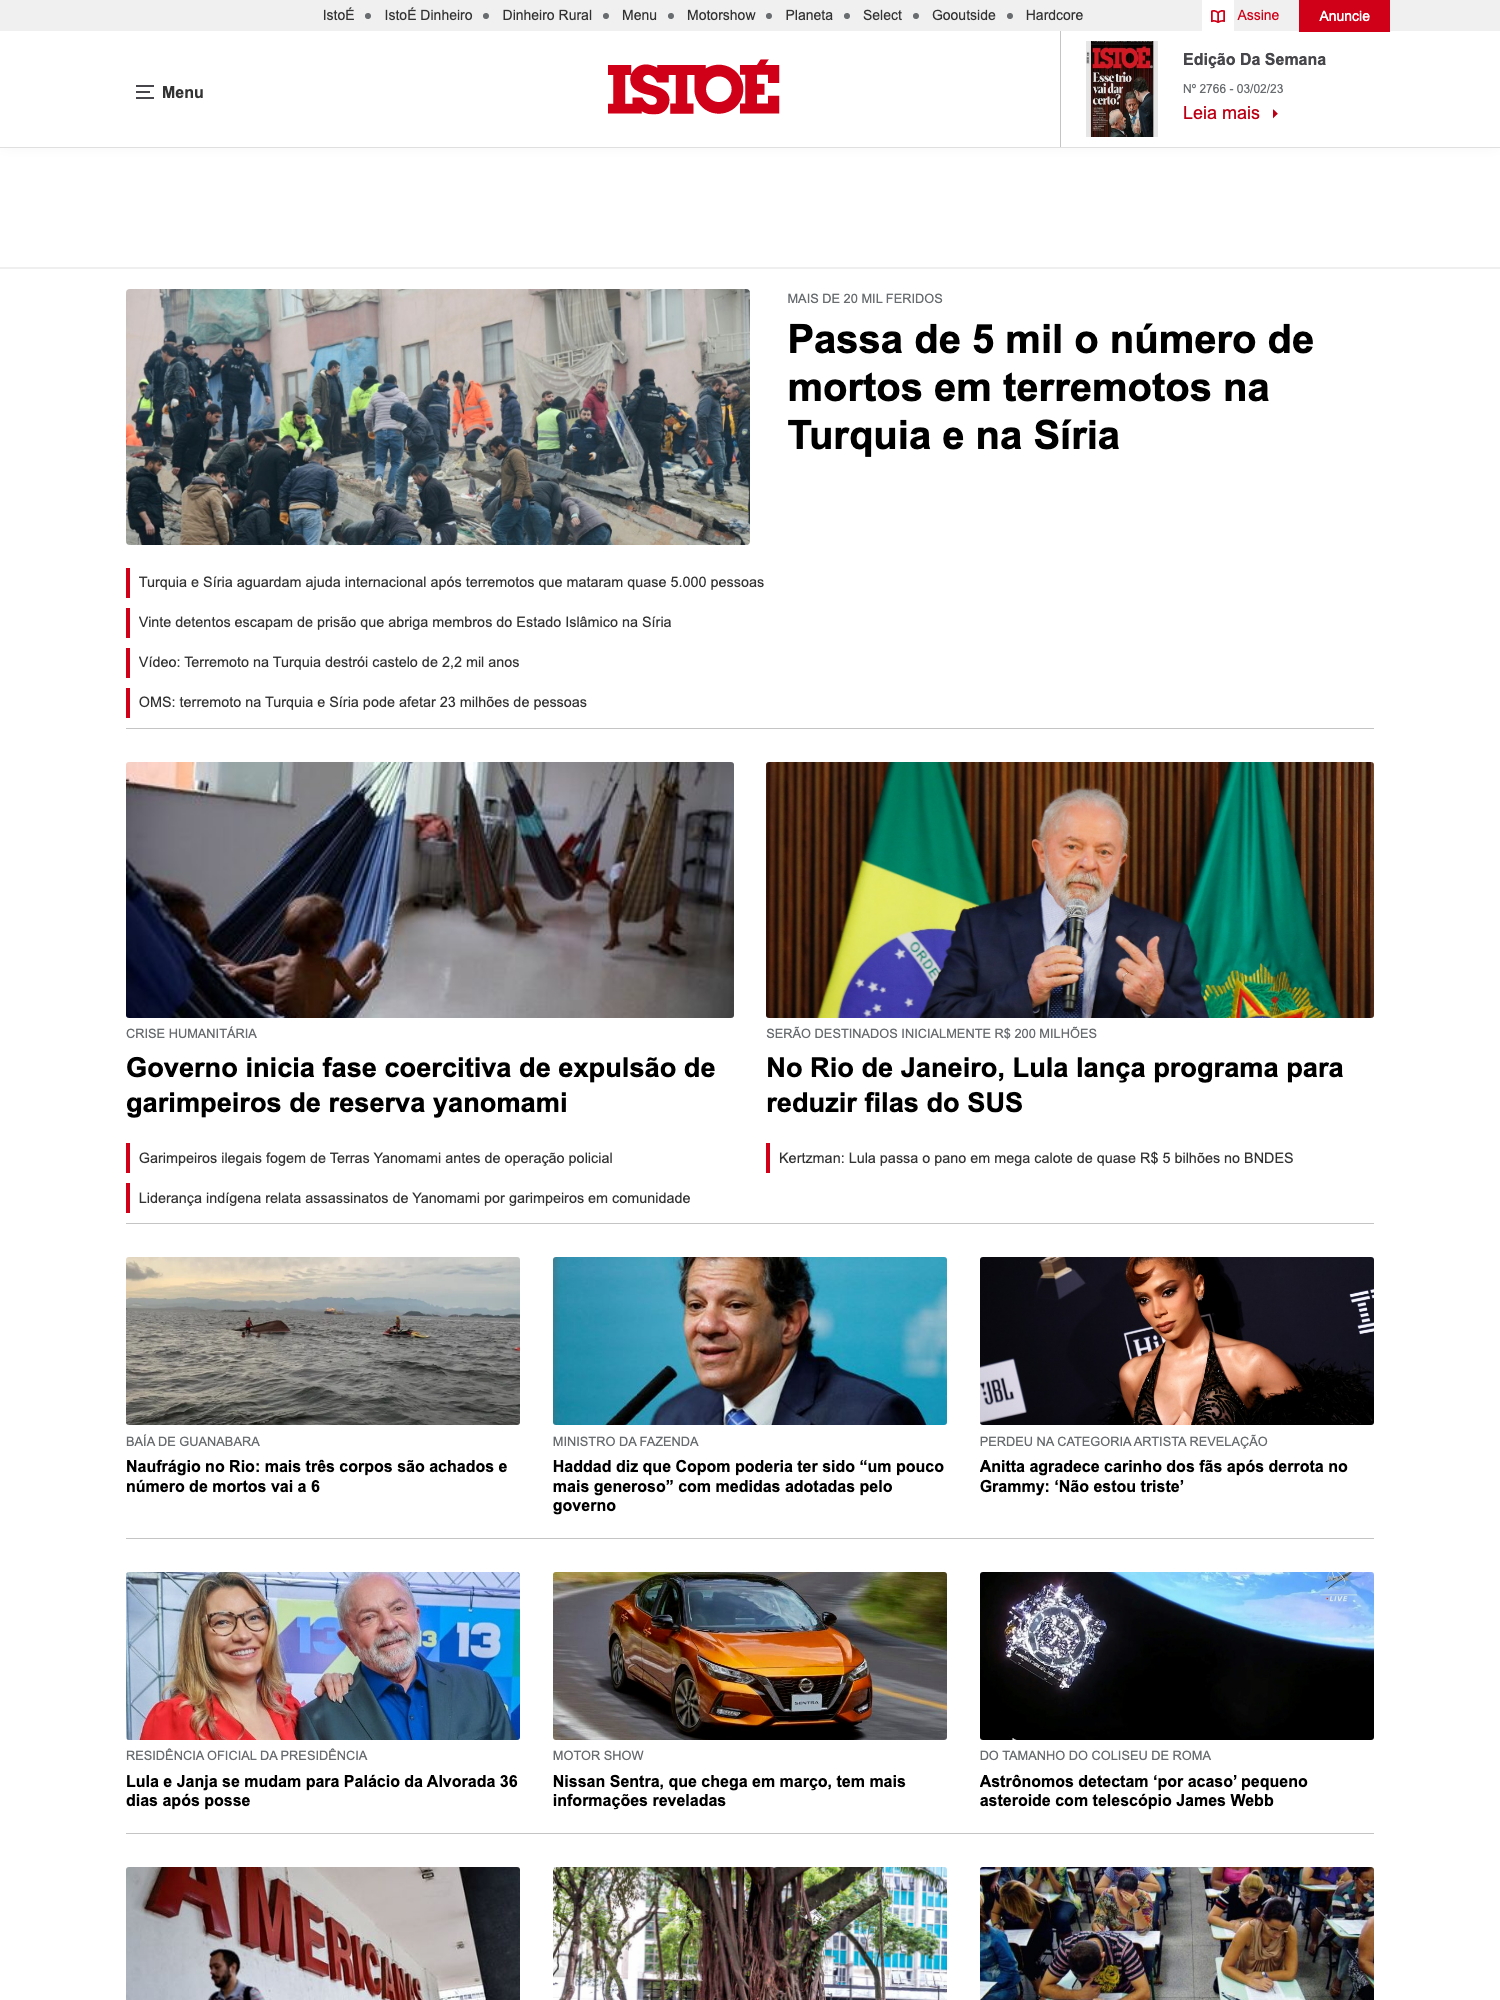 IstoÉ
IstoÉ Dinheiro
Dinheiro Rural
Menu
Motorshow
Planeta
Select
Gooutside
Hardcore
Assine
Anuncie
Menu
ISTOÉ
ISTOÉ
Esse trio
vai dar
certo?
Edição Da Semana
Nº 2766 - 03/02/23
Leia mais
MAIS DE 20 MIL FERIDOS
Passa de 5 mil o número de
mortos em terremotos na
Turquia e na Síria
Turquia e Síria aguardam ajuda internacional após terremotos que mataram quase 5.000 pessoas
Vinte detentos escapam de prisão que abriga membros do Estado Islâmico na Síria
Vídeo: Terremoto na Turquia destrói castelo de 2,2 mil anos
OMS: terremoto na Turquia e Síria pode afetar 23 milhões de pessoas
ORDE
CRISE HUMANITÁRIA
Governo inicia fase coercitiva de expulsão de
garimpeiros de reserva yanomami
Garimpeiros ilegais fogem de Terras Yanomami antes de operação policial
Liderança indígena relata assassinatos de Yanomami por garimpeiros em comunidade
SERÃO DESTINADOS INICIALMENTE R$ 200 MILHÕES
No Rio de Janeiro, Lula lança programa para
reduzir filas do SUS
Kertzman: Lula passa o pano em mega calote de quase R$ 5 bilhões no BNDES
Hi
JBL
BAÍA DE GUANABARA
Naufrágio no Rio: mais três corpos são achados e
número de mortos vai a 6
MINISTRO DA FAZENDA
Haddad diz que Copom poderia ter sido “um pouco
mais generoso” com medidas adotadas pelo
governo
PERDEU NA CATEGORIA ARTISTA REVELAÇÃO
Anitta agradece carinho dos fãs após derrota no
Grammy: ‘Não estou triste’
13
13
13
SENTRA
LIVE
RESIDÊNCIA OFICIAL DA PRESIDÊNCIA
Lula e Janja se mudam para Palácio da Alvorada 36
dias após posse
MOTOR SHOW
Nissan Sentra, que chega em março, tem mais
informações reveladas
DO TAMANHO DO COLISEU DE ROMA
Astrônomos detectam ‘por acaso’ pequeno
asteroide com telescópio James Webb
AMERICANAS